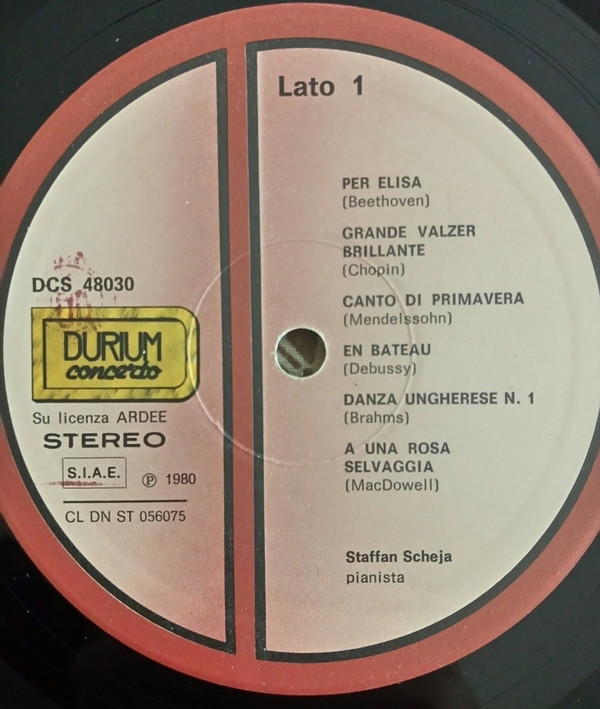 Lato 1
PER ELISA
(Beethoven)
GRANDE VALZER
BRILLANTE
(Chopin)
CANTO DI PRIMAVERA
(Mendelssohn)
EN BATEAU
(Debussy)
DANZA UNGHERESE N. 1
(Brahms)
A UNA ROSA
SELVAGGIA
(MacDowell)
Staffan Scheja
pianista
DCS 48030
DURIUM
concerto
Su licenza ARDEE
STEREO
S.I.A.E.
℗ 1980
CL DN ST 056075